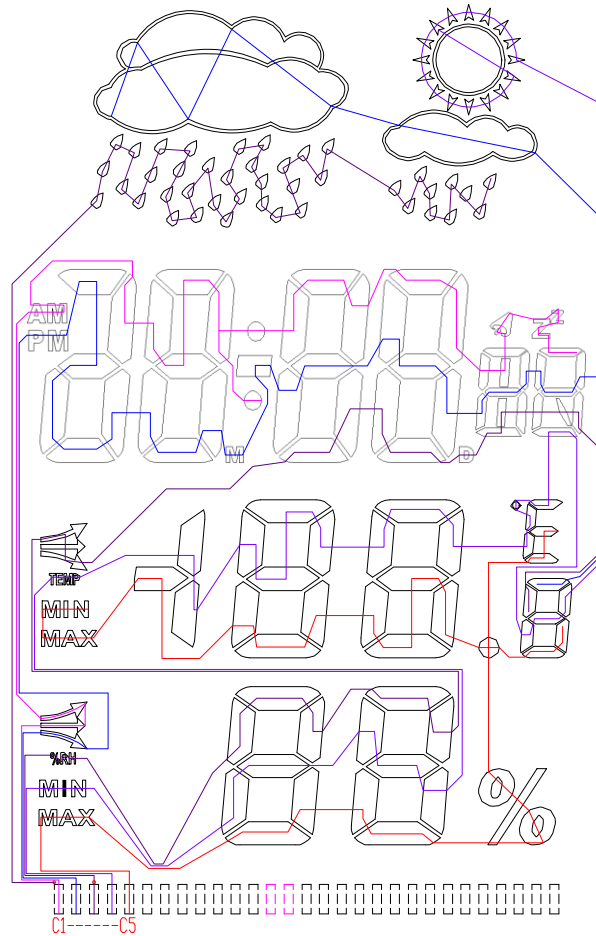 AM
PM
M
D
TEMP
MIN
MAX
%RH
MIN
MAX
%
C1------C5